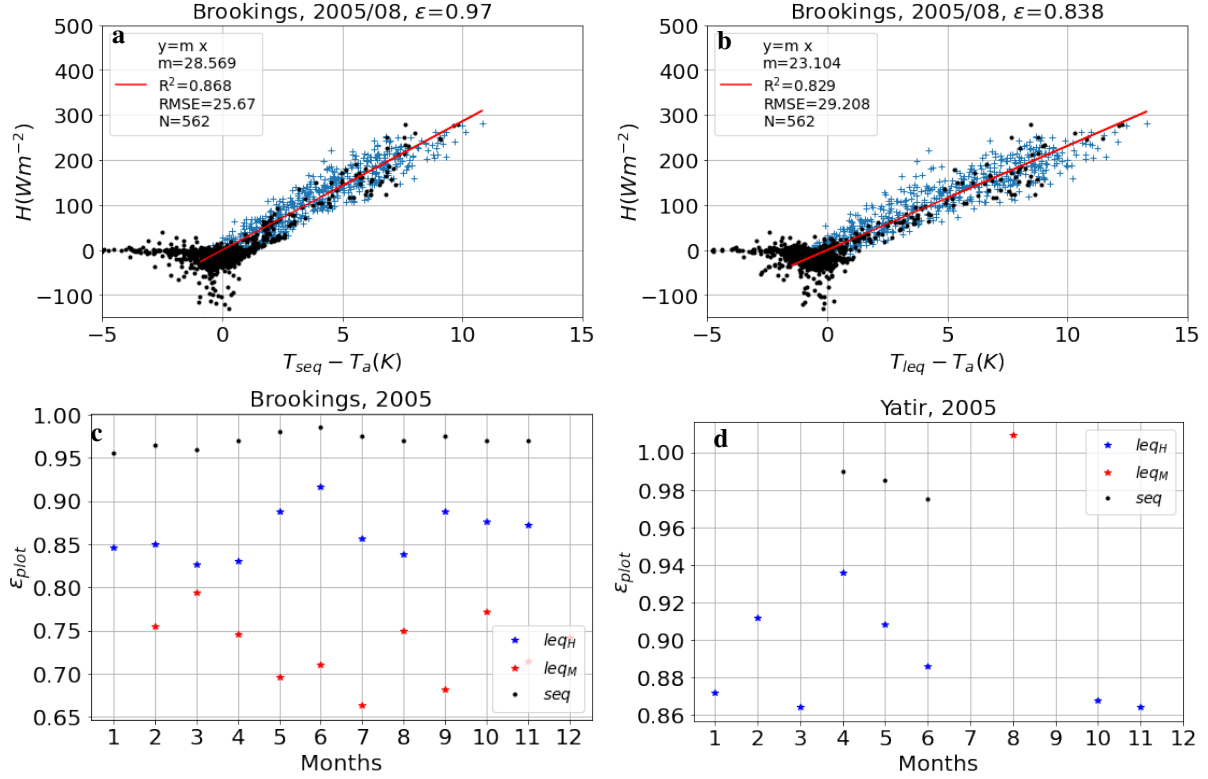 Brookings, 2005/08, ε=0.97
a
y=m x
m=28.569
R²=0.868
RMSE=25.67
N=562
500
400
300
200
100
0
−100
H(Wm⁻²)
−5
0
5
10
15
T_seq − T_a(K)
Brookings, 2005/08, ε=0.838
b
y=m x
m=23.104
R²=0.829
RMSE=29.208
N=562
500
400
300
200
100
0
−100
H(Wm⁻²)
−5
0
5
10
15
T_leq − T_a(K)
Brookings, 2005
c
1.00
0.95
0.90
0.85
0.80
0.75
0.70
0.65
ε_plot
leq_H
leq_M
seq
1 2 3 4 5 6 7 8 9 10 11 12
Months
Yatir, 2005
d
1.00
0.98
0.96
0.94
0.92
0.90
0.88
0.86
ε_plot
leq_H
leq_M
seq
1 2 3 4 5 6 7 8 9 10 11 12
Months